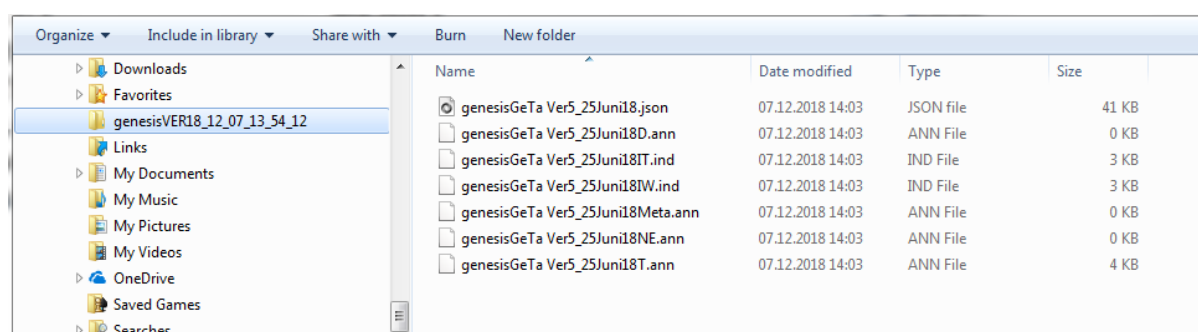 Organize Include in library Share with Burn New folder
Downloads
Favorites
genesisVER18_12_07_13_54_12
Links
My Documents
My Music
My Pictures
My Videos
OneDrive
Saved Games
Searches
Name Date modified Type Size
genesisGeTa Ver5_25Juni18.json 07.12.2018 14:03 JSON file 41 KB
genesisGeTa Ver5_25Juni18D.ann 07.12.2018 14:03 ANN File 0 KB
genesisGeTa Ver5_25Juni18IT.ind 07.12.2018 14:03 IND File 3 KB
genesisGeTa Ver5_25Juni18IW.ind 07.12.2018 14:03 IND File 3 KB
genesisGeTa Ver5_25Juni18Meta.ann 07.12.2018 14:03 ANN File 0 KB
genesisGeTa Ver5_25Juni18NE.ann 07.12.2018 14:03 ANN File 0 KB
genesisGeTa Ver5_25Juni18T.ann 07.12.2018 14:03 ANN File 4 KB